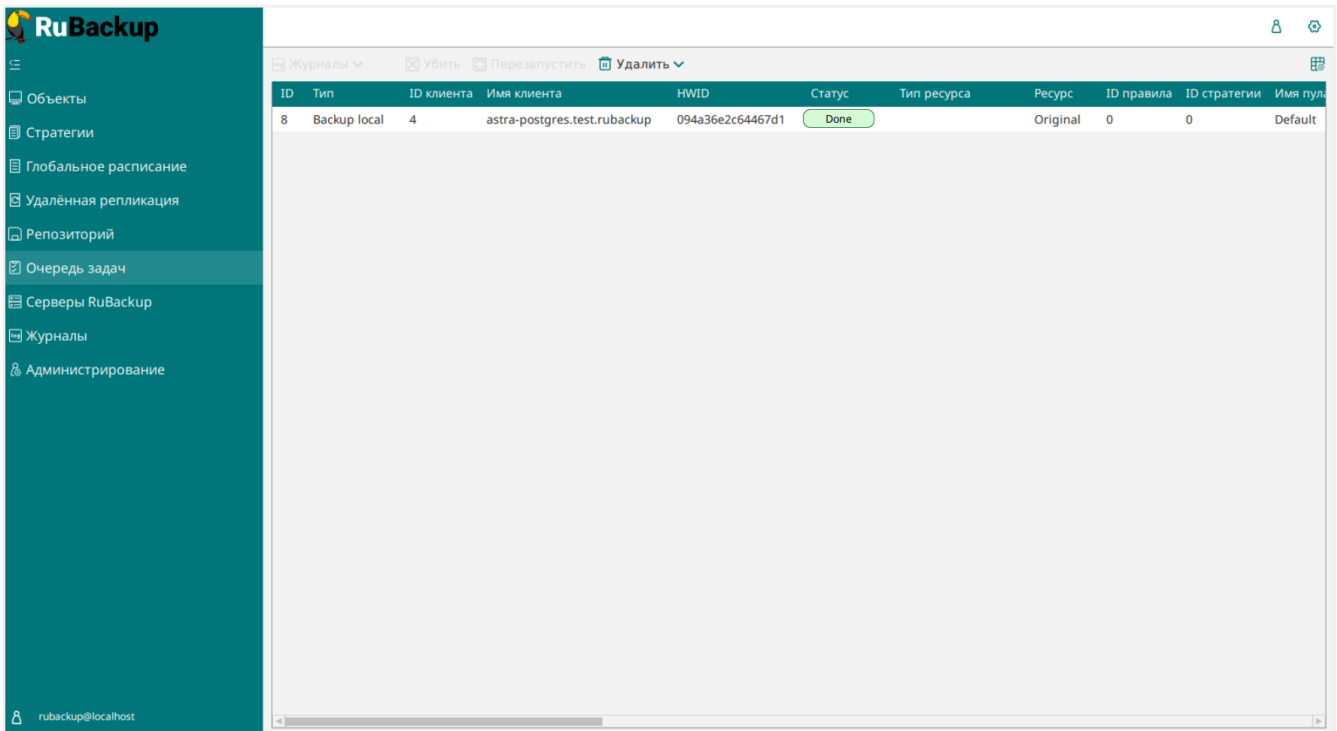 RuBackup
Журналы Убить Перезапустить Удалить
Объекты
Стратегии
Глобальное расписание
Удалённая репликация
Репозиторий
Очередь задач
Серверы RuBackup
Журналы
Администрирование
ID Тип ID клиента Имя клиента HWID Статус Тип ресурса Ресурс ID правила ID стратегии Имя пула
8 Backup local 4 astra-postgres.test.rubackup 094a36e2c64467d1 Done Original 0 0 Default
rubackup@localhost